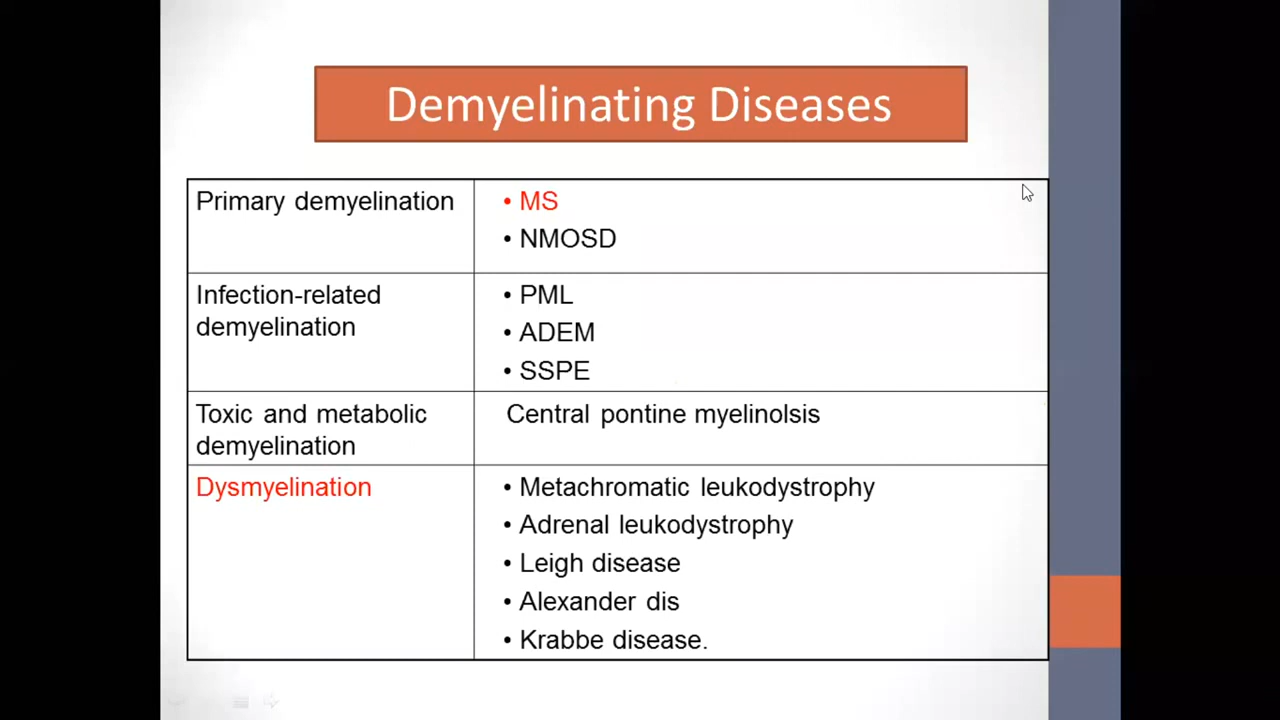 Demyelinating Diseases
Primary demyelination
• MS
• NMOSD
Infection-related
demyelination
• PML
• ADEM
• SSPE
Toxic and metabolic
demyelination
Central pontine myelinolsis
Dysmyelination
• Metachromatic leukodystrophy
• Adrenal leukodystrophy
• Leigh disease
• Alexander dis
• Krabbe disease.